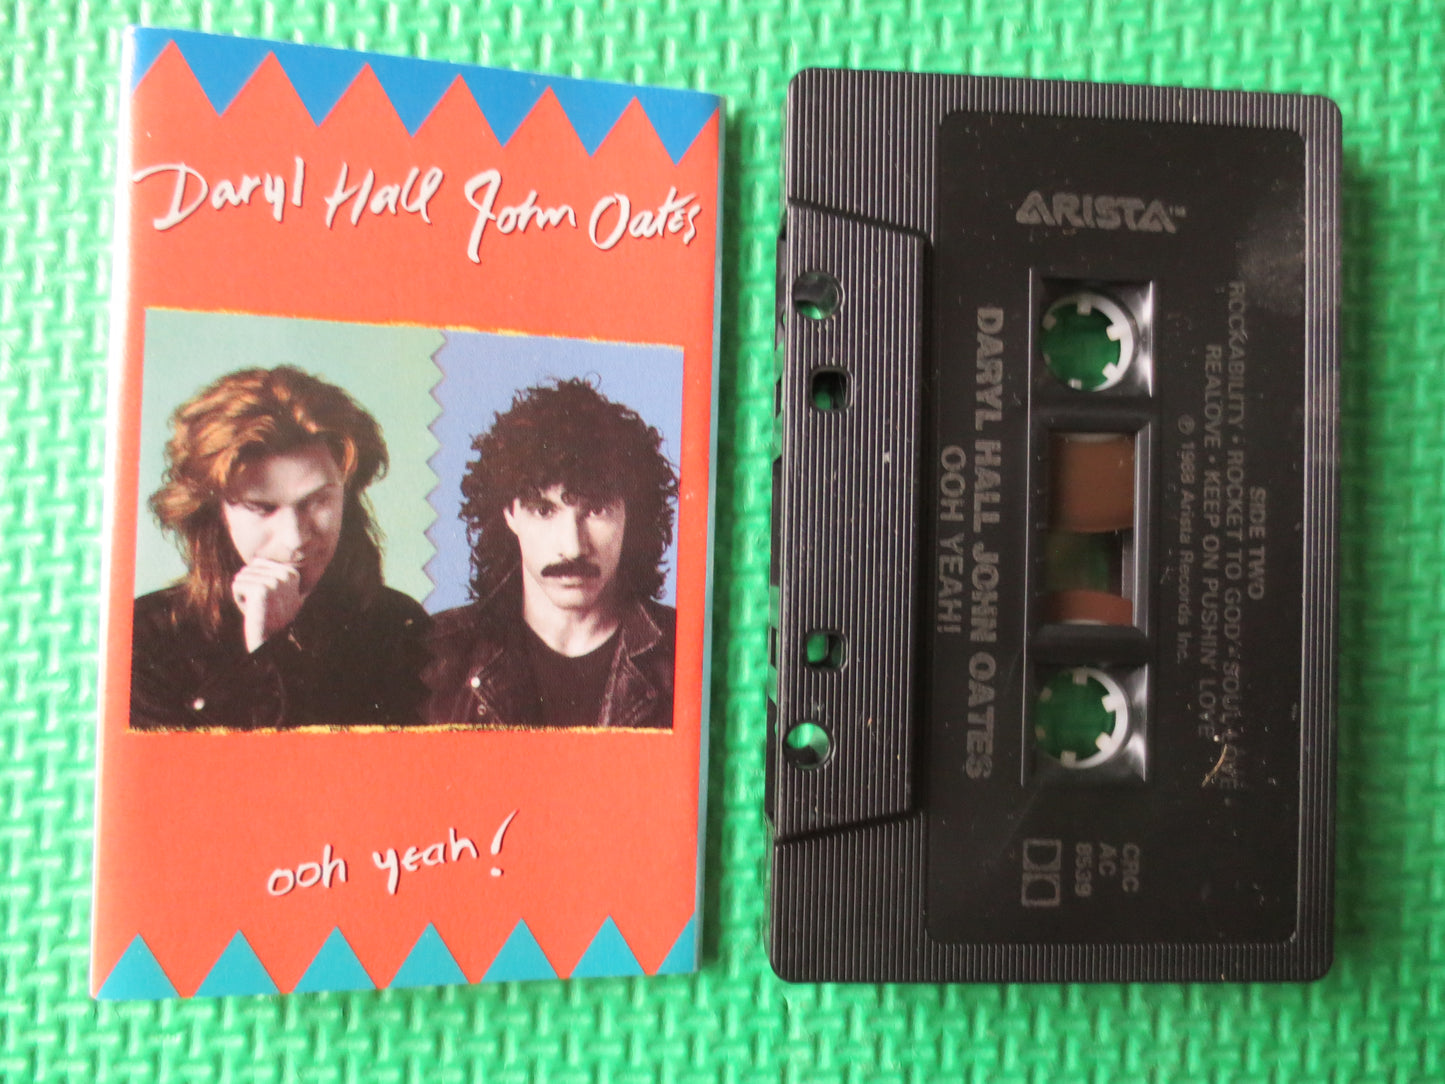 Daryl Hall John Oates
ooh yeah!
ARISTA™
DARYL HALL JOHN OATES
OOH YEAH!
SIDE TWO
ROCKABILITY • ROCKET TO GOD • SOUL LOVE •
REALOVE • KEEP ON PUSHIN' LOVE
℗ 1988 Arista Records Inc.
CRC
AC
8539